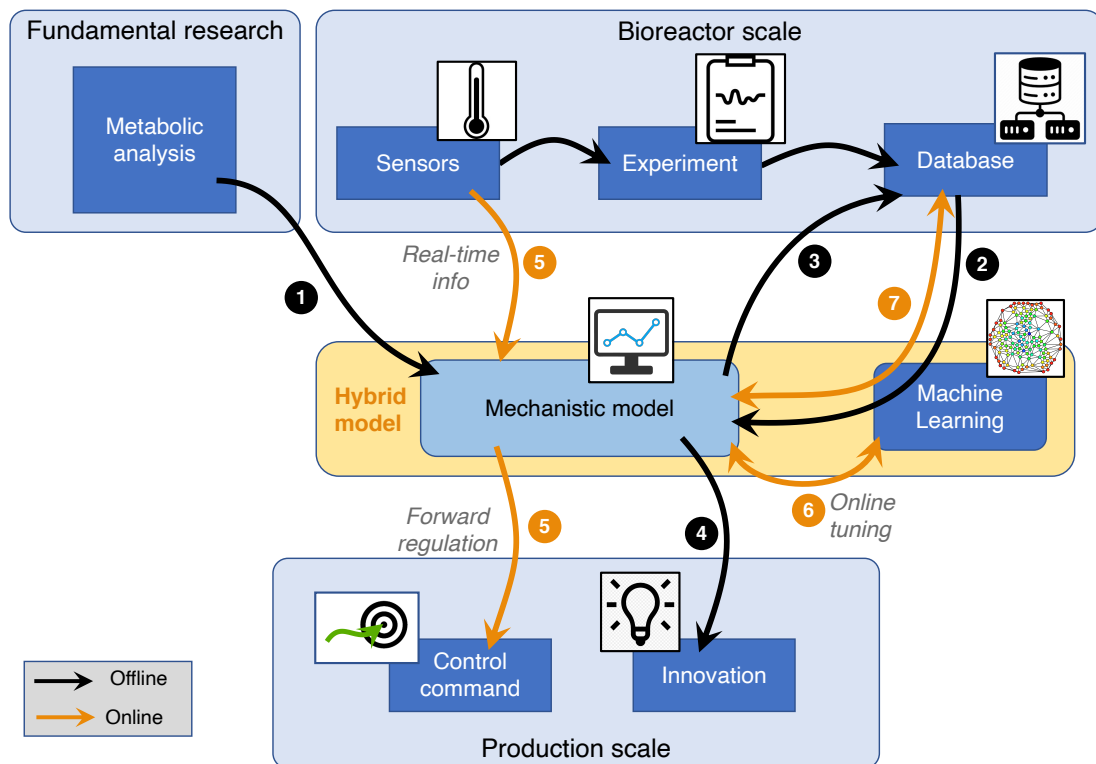 Fundamental research
Metabolic
analysis
Bioreactor scale
Sensors
Experiment
Database
1
Real-time
info
5
3
2
7
Hybrid
model
Mechanistic model
Machine
Learning
Forward
regulation
5
4
6
Online
tuning
Control
command
Innovation
Production scale
Offline
Online